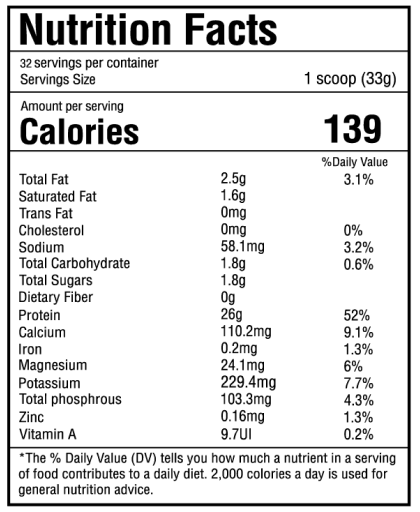 Nutrition Facts
32 servings per container
Servings Size 1 scoop (33g)
Amount per serving
Calories 139
%Daily Value
Total Fat 2.5g 3.1%
Saturated Fat 1.6g
Trans Fat 0mg
Cholesterol 0mg 0%
Sodium 58.1mg 3.2%
Total Carbohydrate 1.8g 0.6%
Total Sugars 1.8g
Dietary Fiber 0g
Protein 26g 52%
Calcium 110.2mg 9.1%
Iron 0.2mg 1.3%
Magnesium 24.1mg 6%
Potassium 229.4mg 7.7%
Total phosphrous 103.3mg 4.3%
Zinc 0.16mg 1.3%
Vitamin A 9.7UI 0.2%
*The % Daily Value (DV) tells you how much a nutrient in a serving
of food contributes to a daily diet. 2,000 calories a day is used for
general nutrition advice.